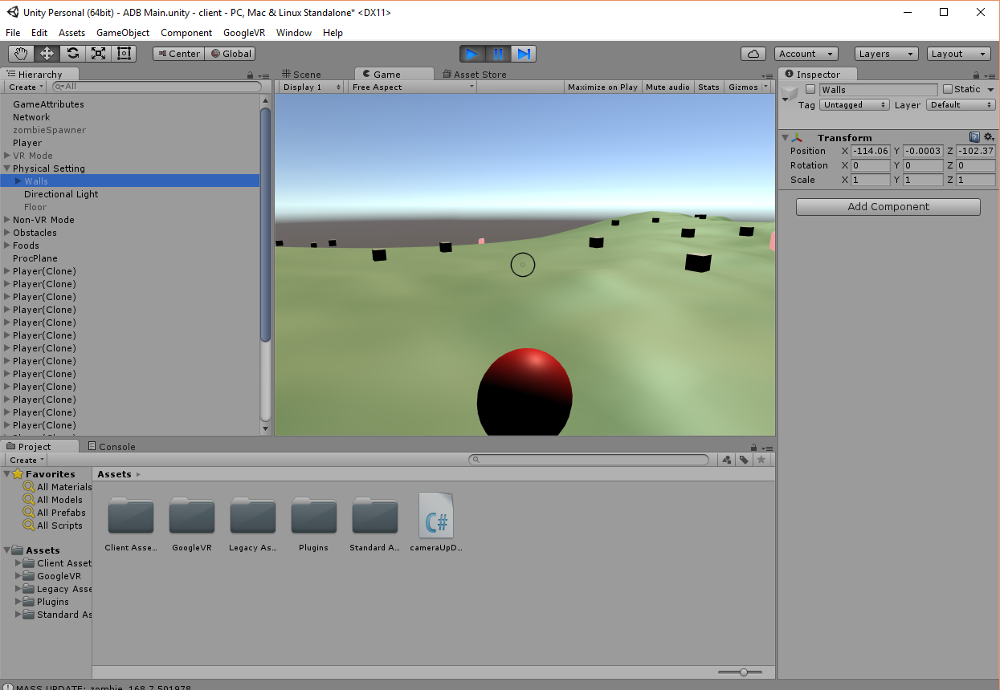 Unity Personal (64bit) - ADB Main.unity - client - PC, Mac & Linux Standalone* <DX11>
File Edit Assets GameObject Component GoogleVR Window Help
Center Global Account Layers Layout
Hierarchy
Create All
GameAttributes
Network
zombieSpawner
Player
VR Mode
Physical Setting
Walls
Directional Light
Floor
Non-VR Mode
Obstacles
Foods
ProcPlane
Player(Clone)
Player(Clone)
Player(Clone)
Player(Clone)
Player(Clone)
Player(Clone)
Player(Clone)
Player(Clone)
Player(Clone)
Player(Clone)
Player(Clone)
Player(Clone)
Player(Clone)
Scene Game Asset Store
Display 1 Free Aspect Maximize on Play Mute audio Stats Gizmos
Inspector
Walls Static
Tag Untagged Layer Default
Transform
Position X -114.06 Y -0.0003 Z -102.37
Rotation X 0 Y 0 Z 0
Scale X 1 Y 1 Z 1
Add Component
Project Console
Create
Favorites
All Materials
All Models
All Prefabs
All Scripts
Assets
Client Asset
GoogleVR
Legacy Asse
Plugins
Standard As
Assets
C#
Client Asse... GoogleVR Legacy As... Plugins Standard A... cameraUpD...
MASS UPDATE: zombie 168.7.501978